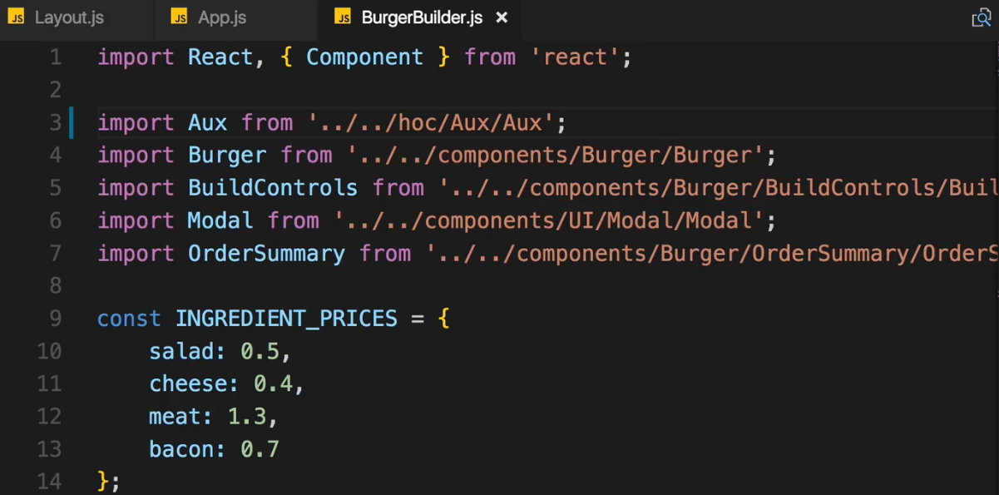 JS Layout.js JS App.js JS BurgerBuilder.js ×
1 import React, { Component } from 'react';
2
3 import Aux from '../../hoc/Aux/Aux';
4 import Burger from '../../components/Burger/Burger';
5 import BuildControls from '../../components/Burger/BuildControls/Buil
6 import Modal from '../../components/UI/Modal/Modal';
7 import OrderSummary from '../../components/Burger/OrderSummary/OrderS
8
9 const INGREDIENT_PRICES = {
10     salad: 0.5,
11     cheese: 0.4,
12     meat: 1.3,
13     bacon: 0.7
14 };